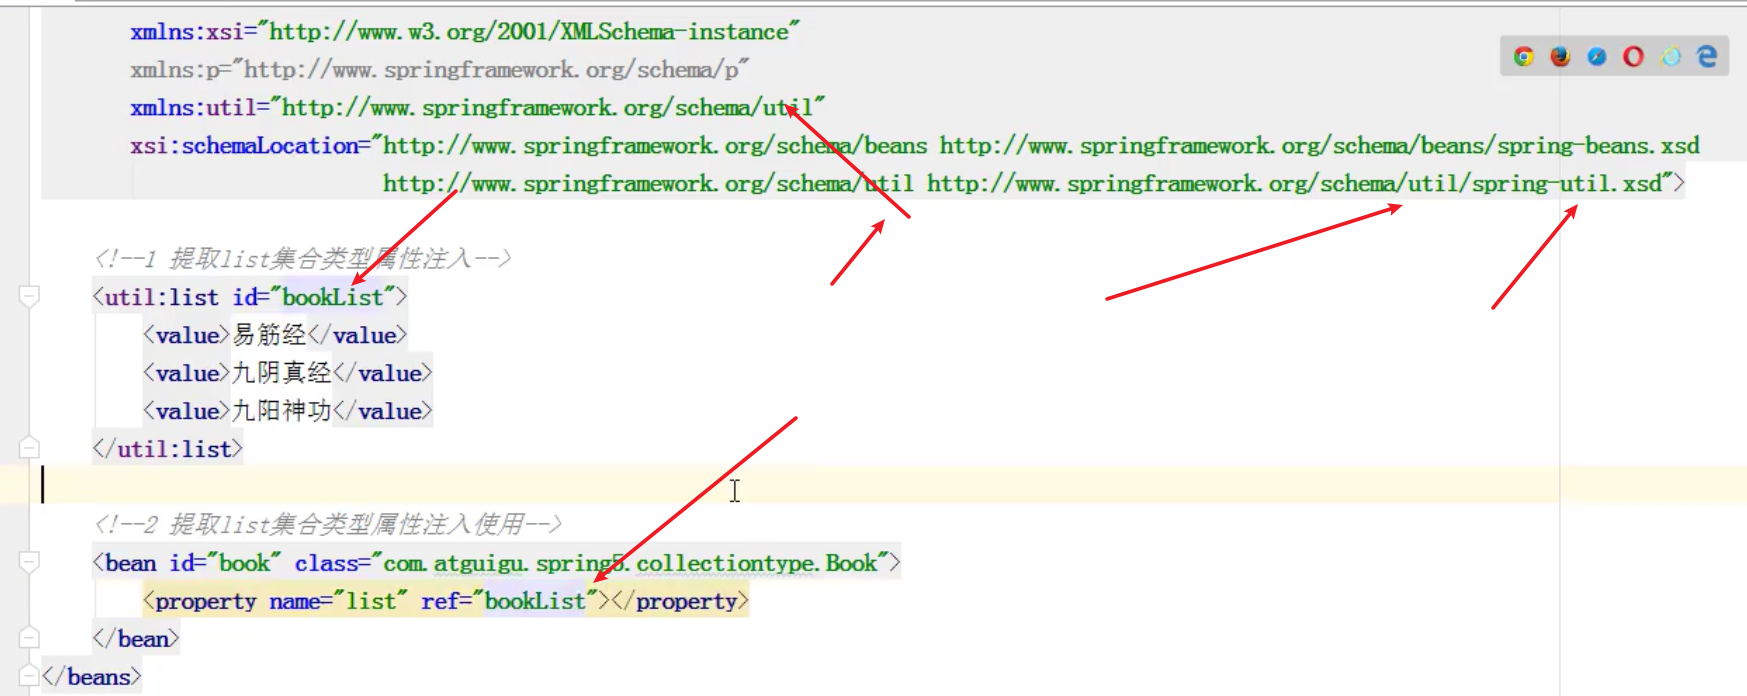 xmlns:xsi="http://www.w3.org/2001/XMLSchema-instance"
xmlns:p="http://www.springframework.org/schema/p"
xmlns:util="http://www.springframework.org/schema/util"
xsi:schemaLocation="http://www.springframework.org/schema/beans http://www.springframework.org/schema/beans/spring-beans.xsd
http://www.springframework.org/schema/util http://www.springframework.org/schema/util/spring-util.xsd">
<!--1 提取list集合类型属性注入-->
<util:list id="bookList">
<value>易筋经</value>
<value>九阴真经</value>
<value>九阳神功</value>
</util:list>
<!--2 提取list集合类型属性注入使用-->
<bean id="book" class="com.atguigu.spring5.collectiontype.Book">
<property name="list" ref="bookList"></property>
</bean>
</beans>